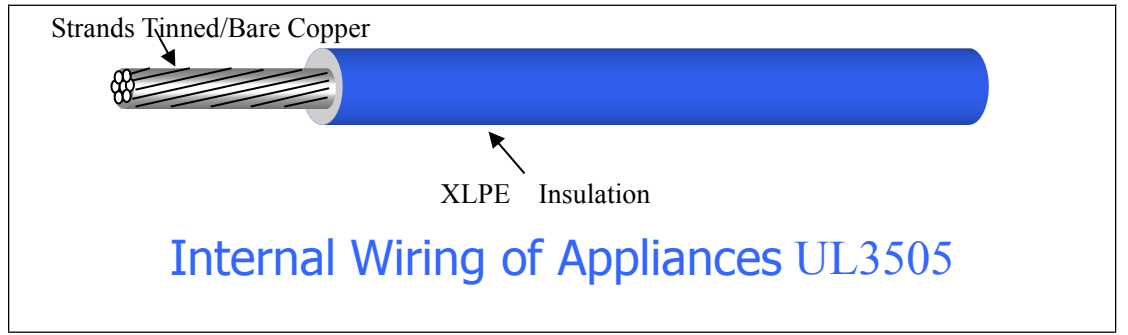 Strands Tinned/Bare Copper
XLPE Insulation
Internal Wiring of Appliances UL3505